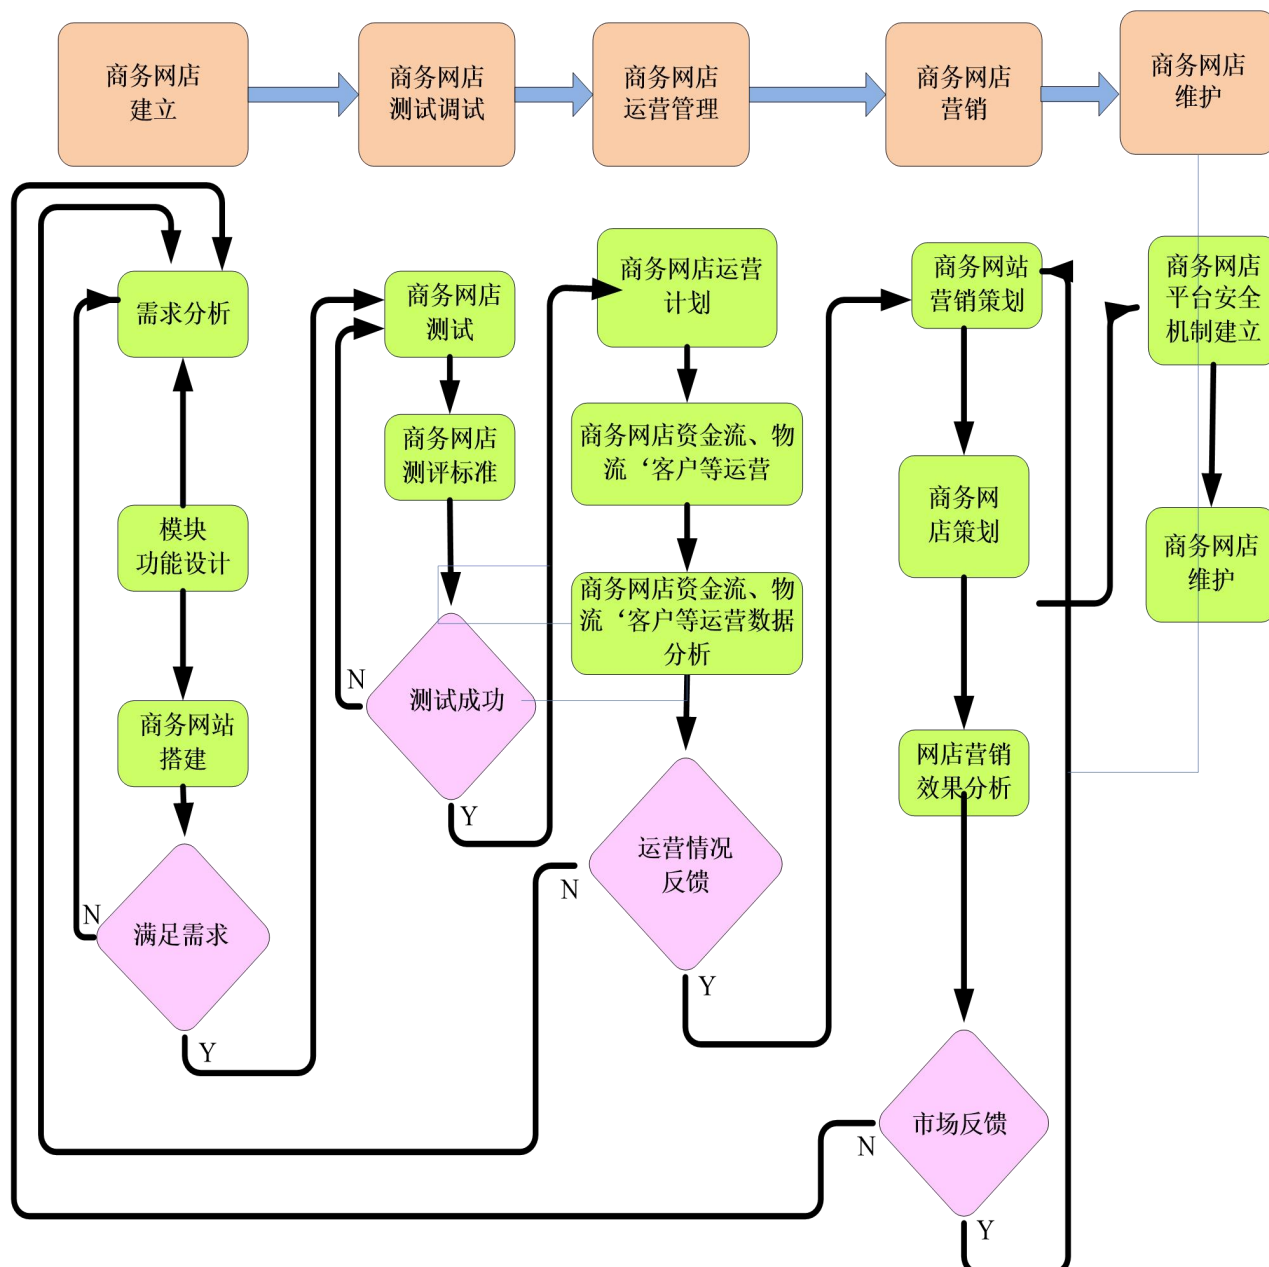 商务网店
建立
商务网店
测试调试
商务网店
运营管理
商务网店
营销
商务网店
维护
需求分析
模块
功能设计
商务网站
搭建
N
满足需求
Y
商务网店
测试
商务网店
测评标准
N
测试成功
Y
商务网店运营
计划
商务网店资金流、物
流‘客户等运营
商务网店资金流、物
流‘客户等运营数据
分析
运营情况
反馈
N
Y
商务网站
营销策划
商务网
店策划
网店营销
效果分析
市场反馈
N
Y
商务网店
平台安全
机制建立
商务网店
维护